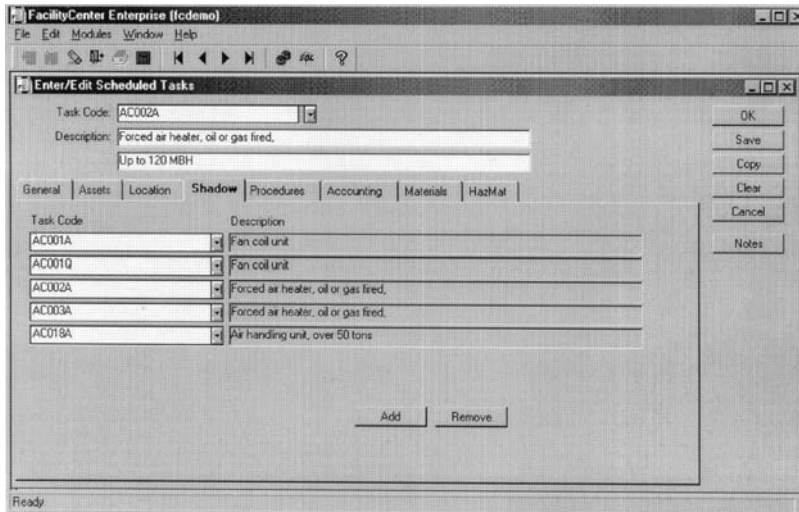 FacilityCenter Enterprise (fcdemo)
File Edit Modules Window Help
SQL ?
Enter/Edit Scheduled Tasks
Task Code: AC002A
OK
Description: Forced air heater, oil or gas fired,
Save
Up to 120 MBH
Copy
General Assets Location Shadow Procedures Accounting Materials HazMat
Clear
Cancel
Task Code Description
Notes
AC001A Fan coil unit
AC001Q Fan coil unit
AC002A Forced air heater, oil or gas fired,
AC003A Forced air heater, oil or gas fired,
AC018A Air handing unit, over 50 tons
Add Remove
Ready